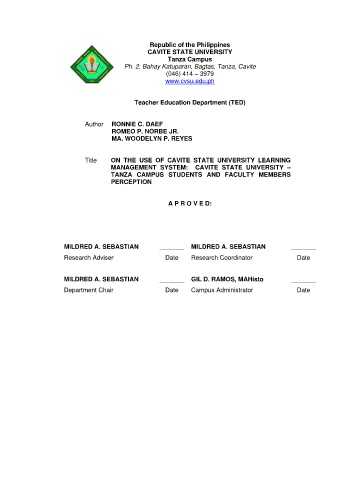 Republic of the Philippines
CAVITE STATE UNIVERSITY
Tanza Campus
Ph. 2, Bahay Katuparan, Bagtas, Tanza, Cavite
(046) 414 – 3979
www.cvsu.edu.ph
Teacher Education Department (TED)
Author RONNIE C. DAEF
ROMEO P. NORBE JR.
MA. WOODELYN P. REYES
Title ON THE USE OF CAVITE STATE UNIVERSITY LEARNING
MANAGEMENT SYSTEM: CAVITE STATE UNIVERSITY –
TANZA CAMPUS STUDENTS AND FACULTY MEMBERS
PERCEPTION
A P R O V E D:
MILDRED A. SEBASTIAN _______ MILDRED A. SEBASTIAN _______
Research Adviser Date Research Coordinator Date
MILDRED A. SEBASTIAN _______ GIL D. RAMOS, MAHisto _______
Department Chair Date Campus Administrator Date